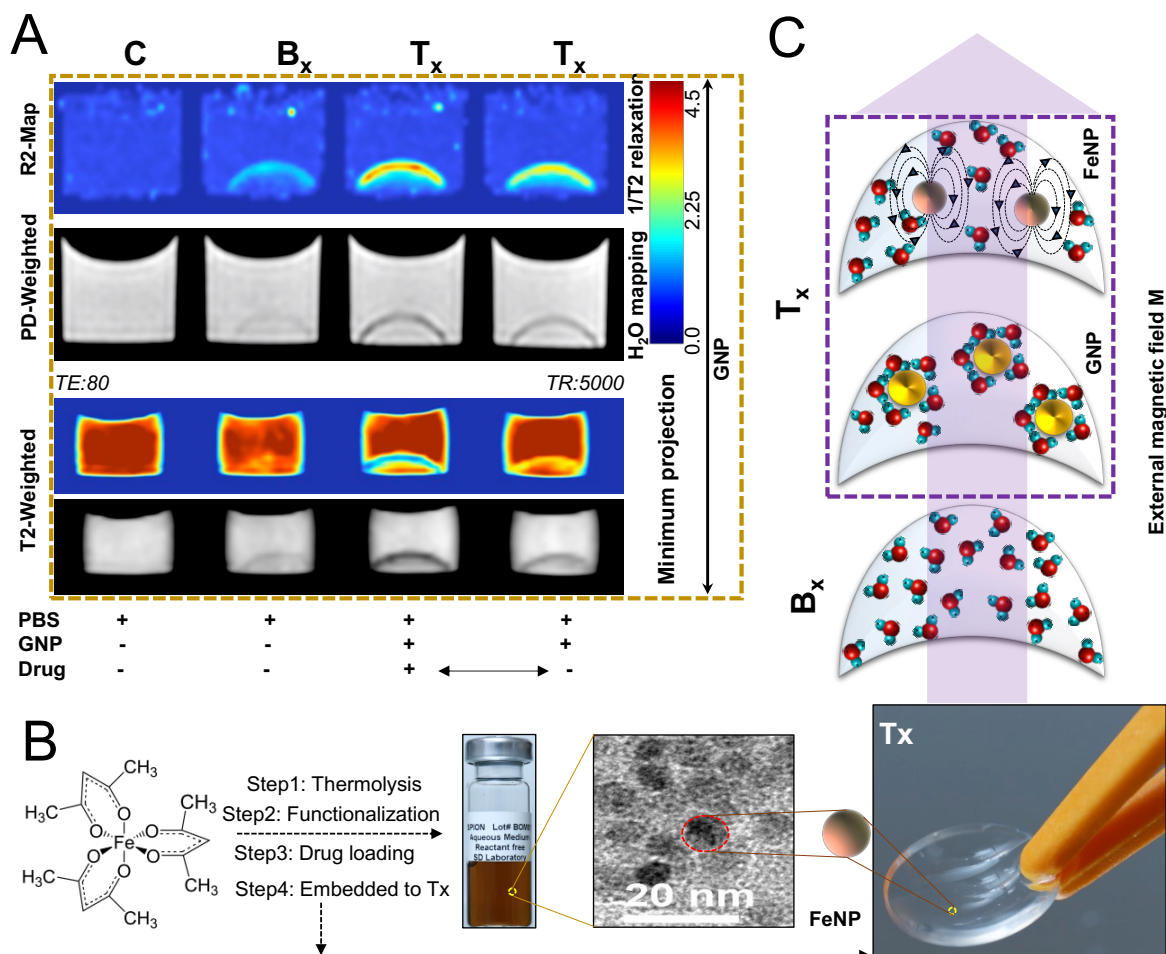 A
C Bₓ Tₓ Tₓ
R2-Map
PD-Weighted
T2-Weighted
1/T2 relaxation
H₂O mapping
4.5
2.25
0.0
GNP
Minimum projection
TE:80 TR:5000
PBS + + + +
GNP - - + +
Drug - - + -
C
FeNP
Tₓ
GNP
Bₓ
External magnetic field M
B
CH₃
H₃C
O
O
CH₃
O
Fe
O
O
O
H₃C
CH₃
CH₃
Step1: Thermolysis
Step2: Functionalization
Step3: Drug loading
Step4: Embedded to Tx
Lot#
Aqueous Medium
Reactant free
SD Laboratory
20 nm
FeNP
Tx